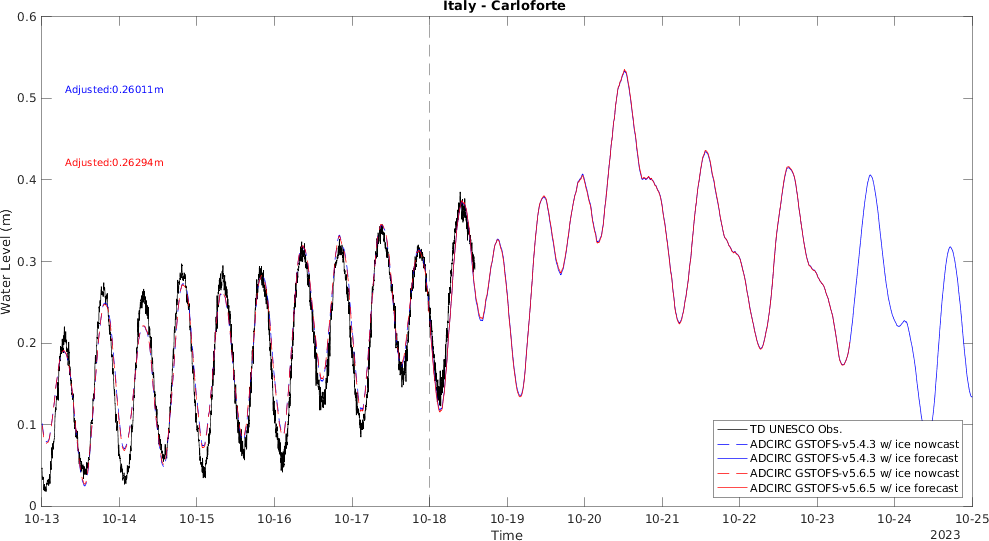 Italy - Carloforte
0.6
0.5
0.4
0.3
0.2
0.1
0
Water Level (m)
Adjusted:0.26011m
Adjusted:0.26294m
TD UNESCO Obs.
ADCIRC GSTOFS-v5.4.3 w/ ice nowcast
ADCIRC GSTOFS-v5.4.3 w/ ice forecast
ADCIRC GSTOFS-v5.6.5 w/ ice nowcast
ADCIRC GSTOFS-v5.6.5 w/ ice forecast
10-13 10-14 10-15 10-16 10-17 10-18 10-19 10-20 10-21 10-22 10-23 10-24 10-25
Time
2023